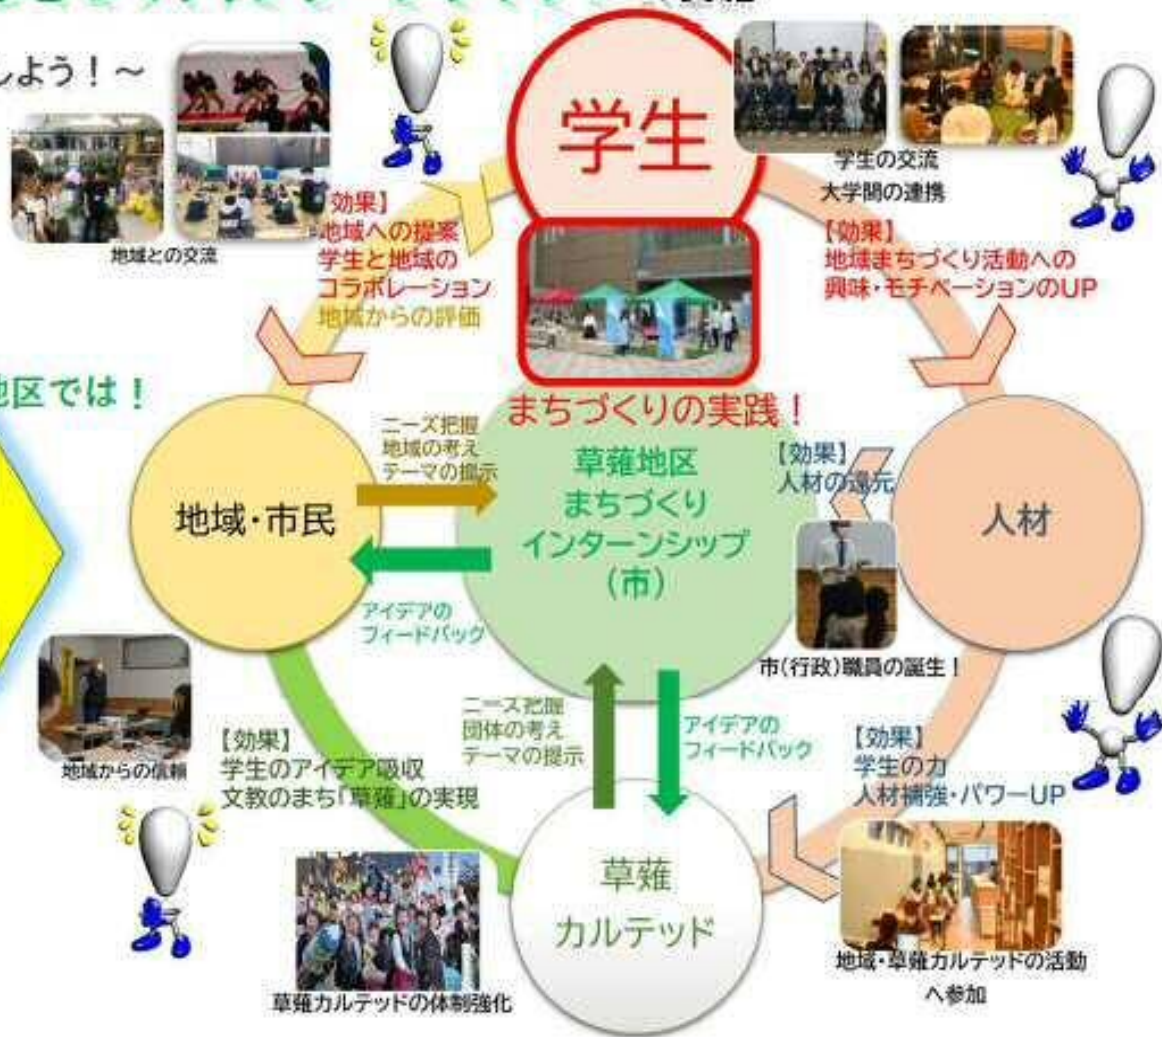 しよう！～
学生
学生の交流
大学間の連携
地域との交流
【効果】
地域への提案
学生と地域の
コラボレーション
地域からの評価
【効果】
地域まちづくり活動への
興味・モチベーションのUP
地区では！
まちづくりの実践！
ニーズ把握
地域の考え
テーマの提示
草薙地区
まちづくり
インターンシップ
（市）
【効果】
人材の還元
地域・市民
人材
アイデアの
フィードバック
市（行政）職員の誕生！
ニーズ把握
団体の考え
テーマの提示
アイデアの
フィードバック
【効果】
学生の力
人材補強・パワーUP
地域からの信頼
【効果】
学生のアイデア吸収
文教のまち「草薙」の実現
草薙
カルテッド
草薙カルテッドの体制強化
地域・草薙カルテッドの活動
へ参加